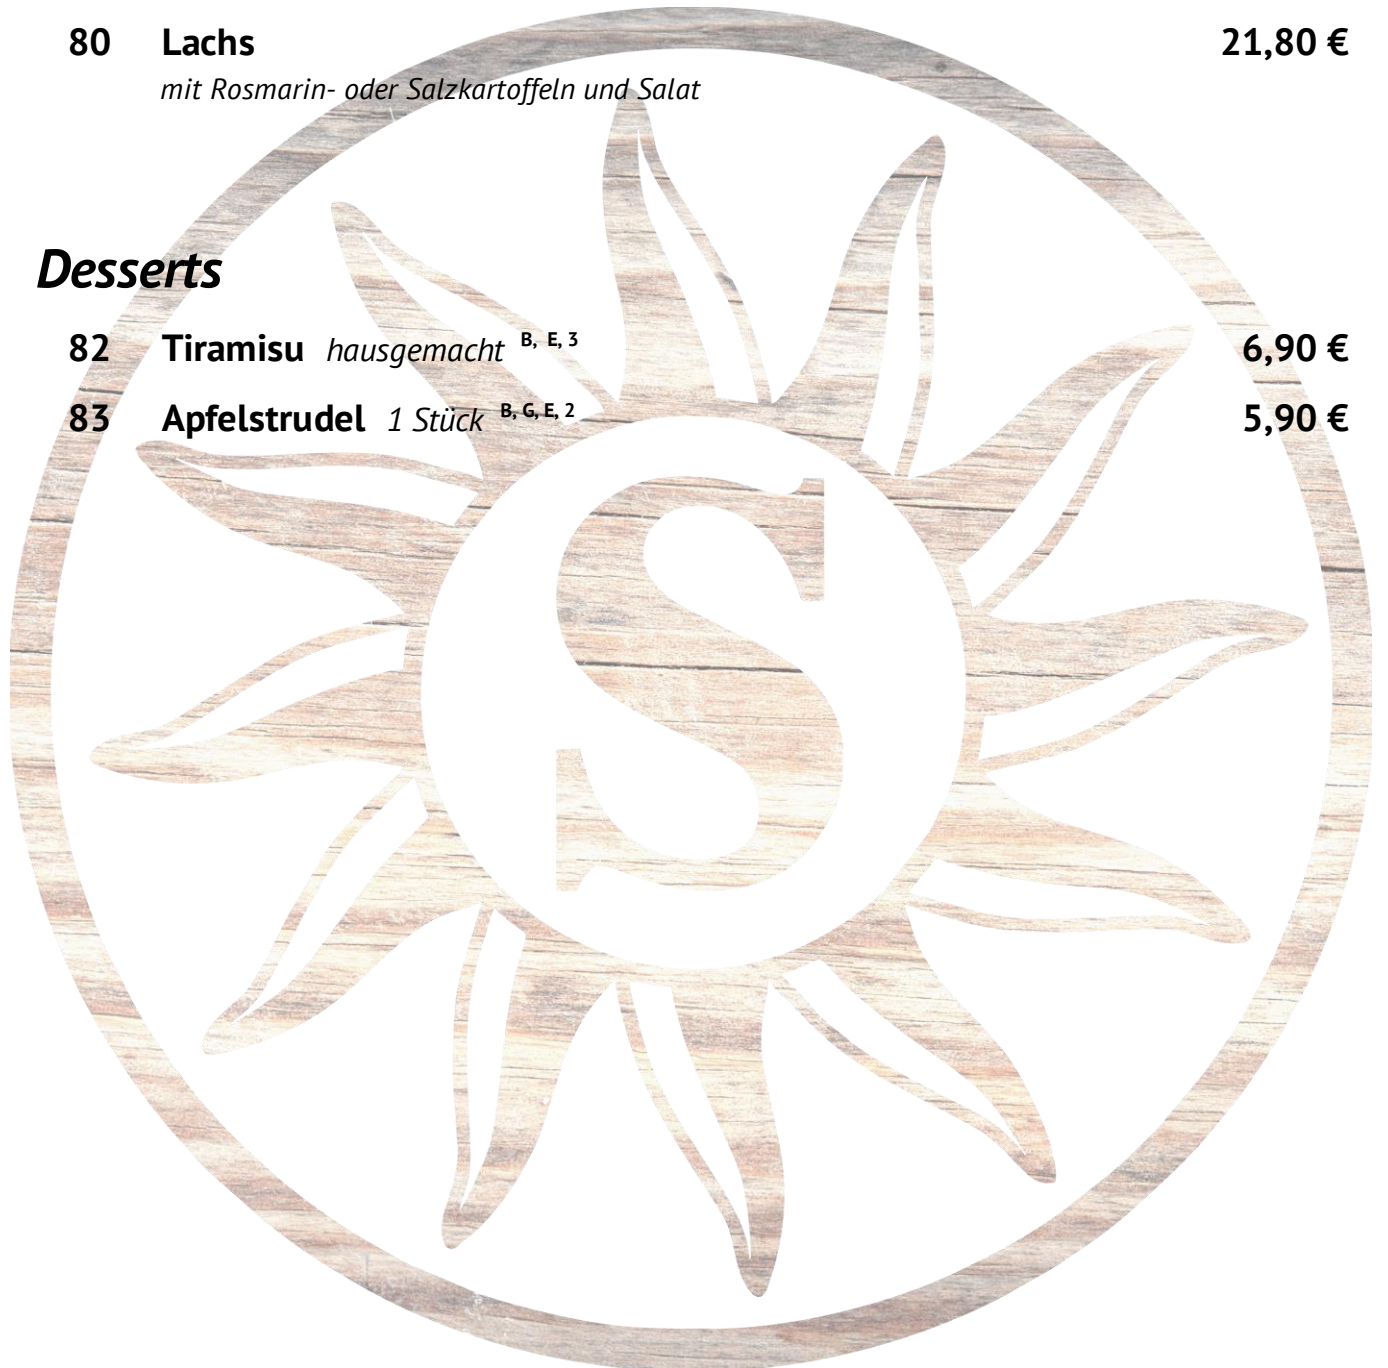 80 Lachs 21,80 €
mit Rosmarin- oder Salzkartoffeln und Salat
Desserts
82 Tiramisu hausgemacht B, E, 3 6,90 €
83 Apfelstrudel 1 Stück B, G, E, 2 5,90 €
S